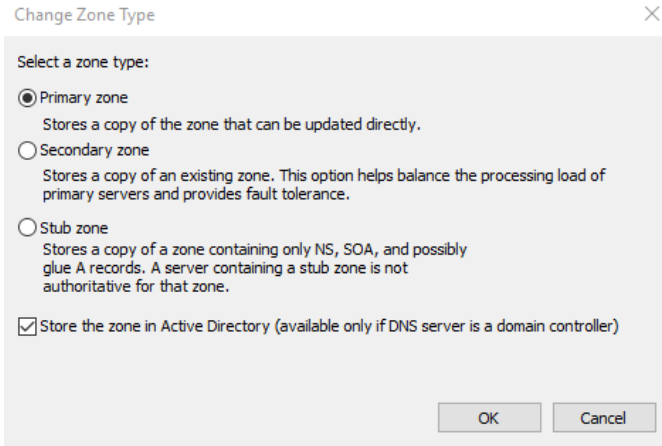 Change Zone Type
Select a zone type:
Primary zone
Stores a copy of the zone that can be updated directly.
Secondary zone
Stores a copy of an existing zone. This option helps balance the processing load of
primary servers and provides fault tolerance.
Stub zone
Stores a copy of a zone containing only NS, SOA, and possibly
glue A records. A server containing a stub zone is not
authoritative for that zone.
Store the zone in Active Directory (available only if DNS server is a domain controller)
OK
Cancel